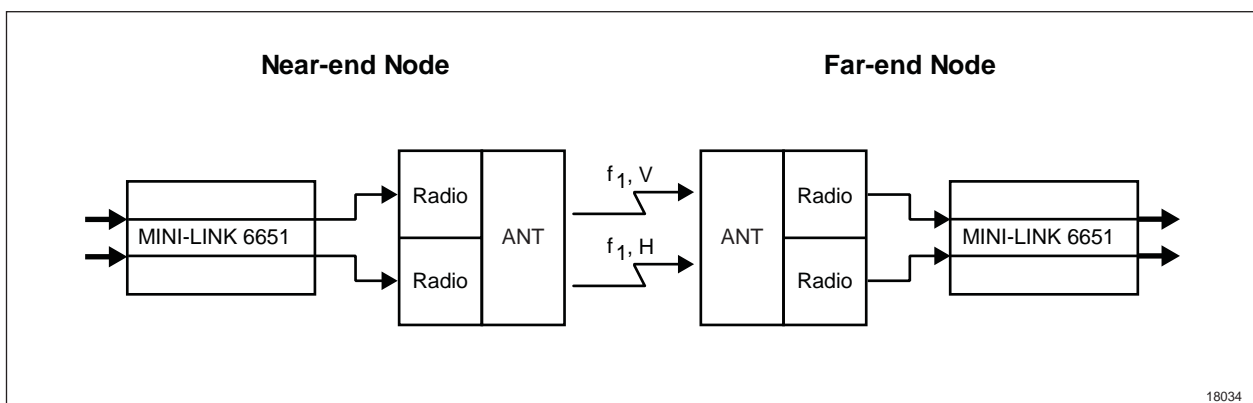 Near-end Node
Far-end Node
MINI-LINK 6651
Radio
Radio
ANT
f1, V
f1, H
ANT
Radio
Radio
MINI-LINK 6651
18034